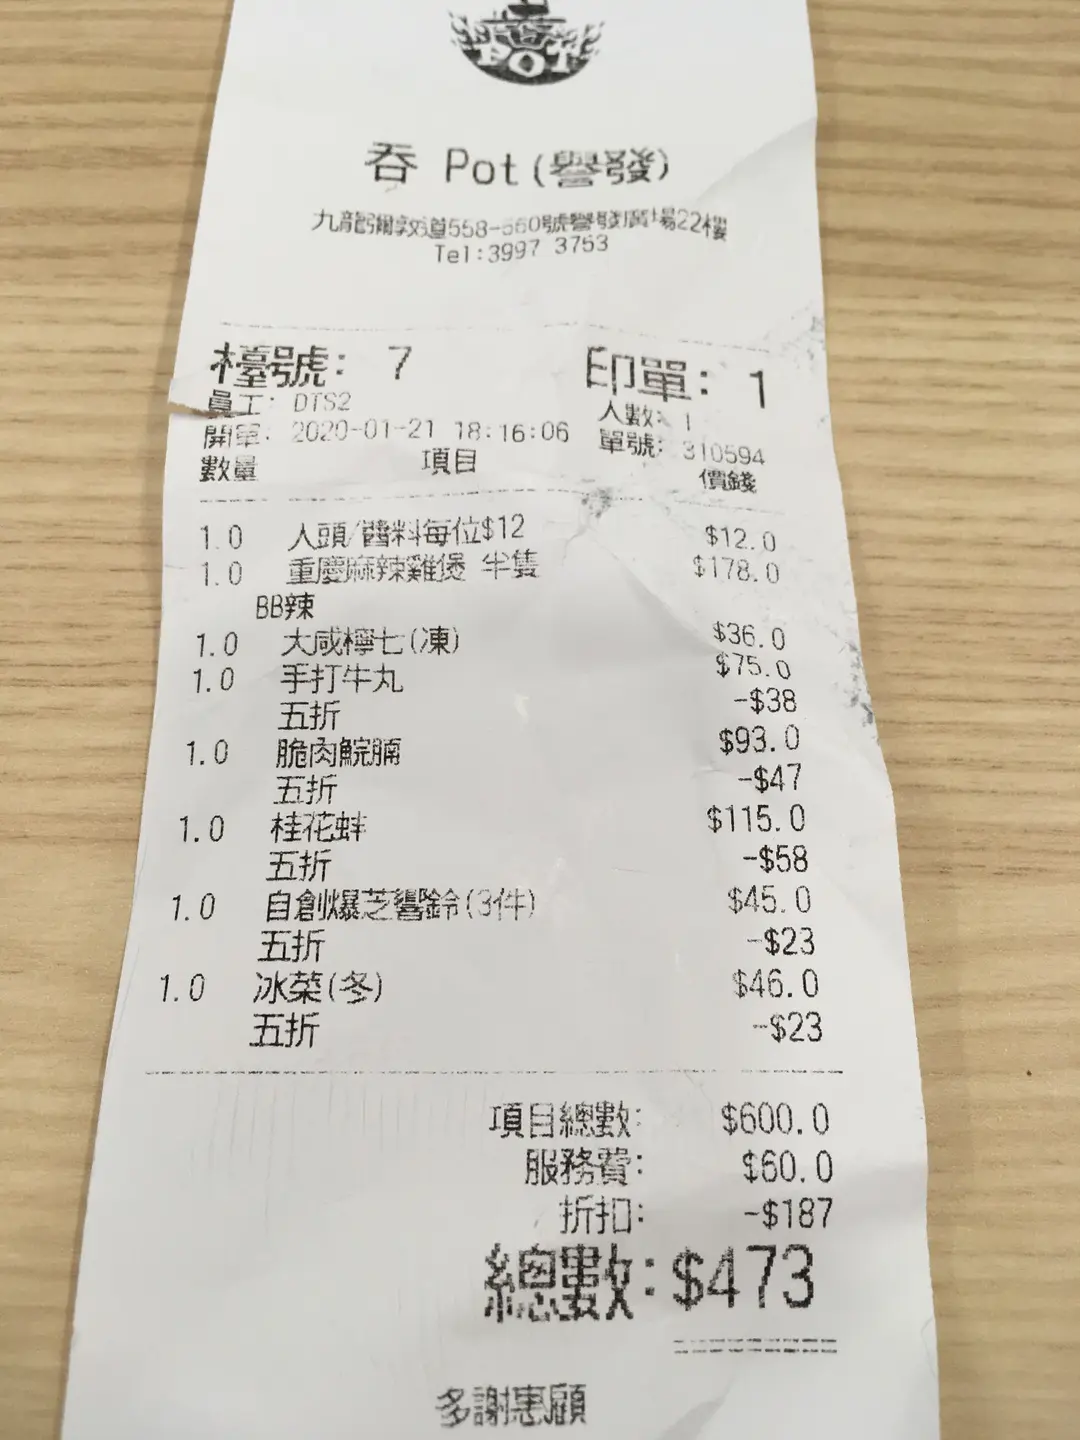 POT
吞 Pot(譽發)
九龍彌敦道558-560號譽發廣場22樓
Tel:3997 3753
檯號: 7 印單: 1
員工: DTS2 人數: 1
開單: 2020-01-21 18:16:06 單號: 310594
數量 項目 價錢
1.0 人頭/醬料每位$12 $12.0
1.0 重慶麻辣雞煲 半隻 $178.0
BB辣
1.0 大咸檸七(凍) $36.0
1.0 手打牛丸 $75.0
五折 -$38
1.0 脆肉鯇腩 $93.0
五折 -$47
1.0 桂花蚌 $115.0
五折 -$58
1.0 自創爆芝響鈴(3件) $45.0
五折 -$23
1.0 冰菜(冬) $46.0
五折 -$23
項目總數: $600.0
服務費: $60.0
折扣: -$187
總數: $473
多謝惠顧